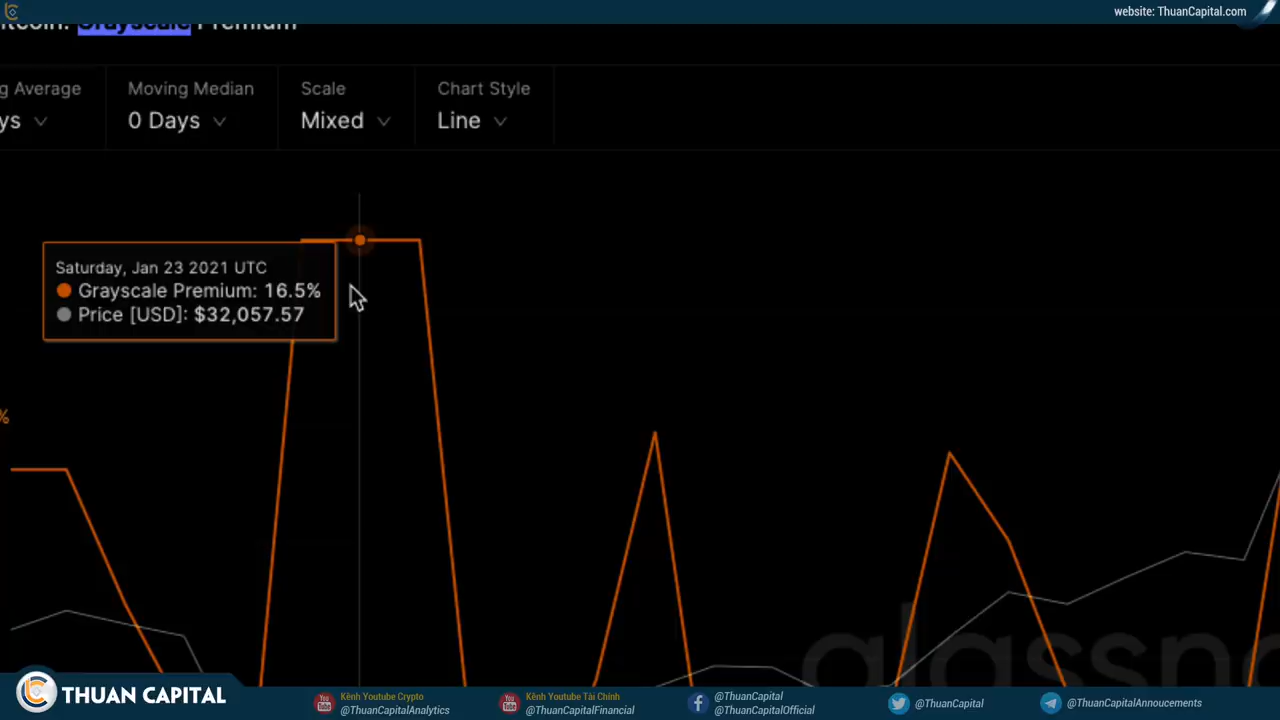 website: ThuanCapital.com
Grayscale Premium
g Average
ys
Moving Median
0 Days
Scale
Mixed
Chart Style
Line
Saturday, Jan 23 2021 UTC
Grayscale Premium: 16.5%
Price [USD]: $32,057.57
%
glassn
THUAN CAPITAL
Kênh Youtube Crypto
@ThuanCapitalAnalytics
Kênh Youtube Tài Chính
@ThuanCapitalFinancial
@ThuanCapital
@ThuanCapitalOfficial
@ThuanCapital
@ThuanCapitalAnnoucements